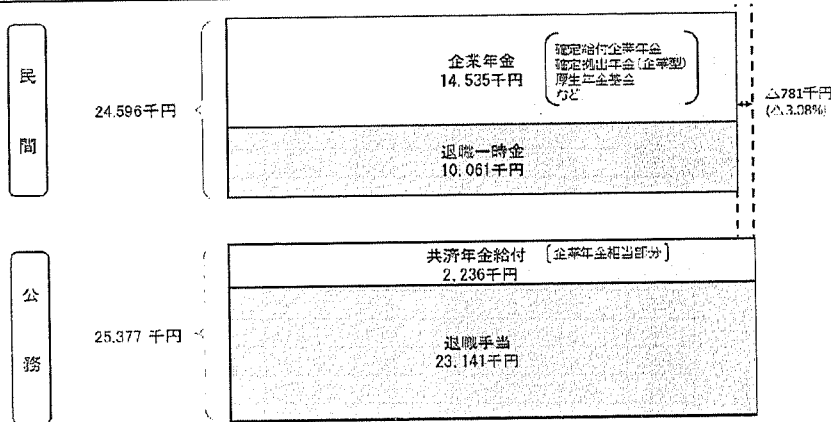 民間
24.596千円
企業年金
14,535千円
確定給付企業年金
確定拠出年金(企業型)
厚生年金基金
など
△781千円
(△3.08%)
退職一時金
10,061千円
公務
25.377 千円
共済年金給付 [企業年金相当部分]
2,236千円
退職手当
23,141千円